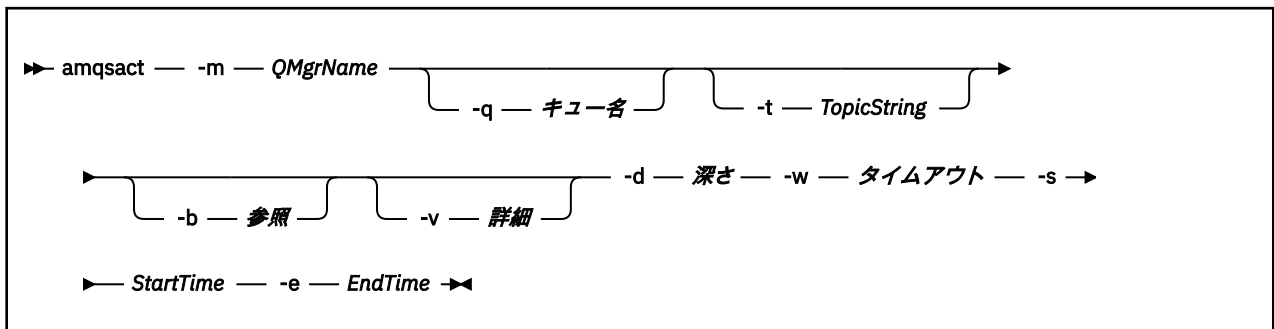 amqsact -m QMgrName
-q キュー名 -t TopicString
-d 深さ -w タイムアウト -s
-b 参照 -v 詳細
StartTime -e EndTime